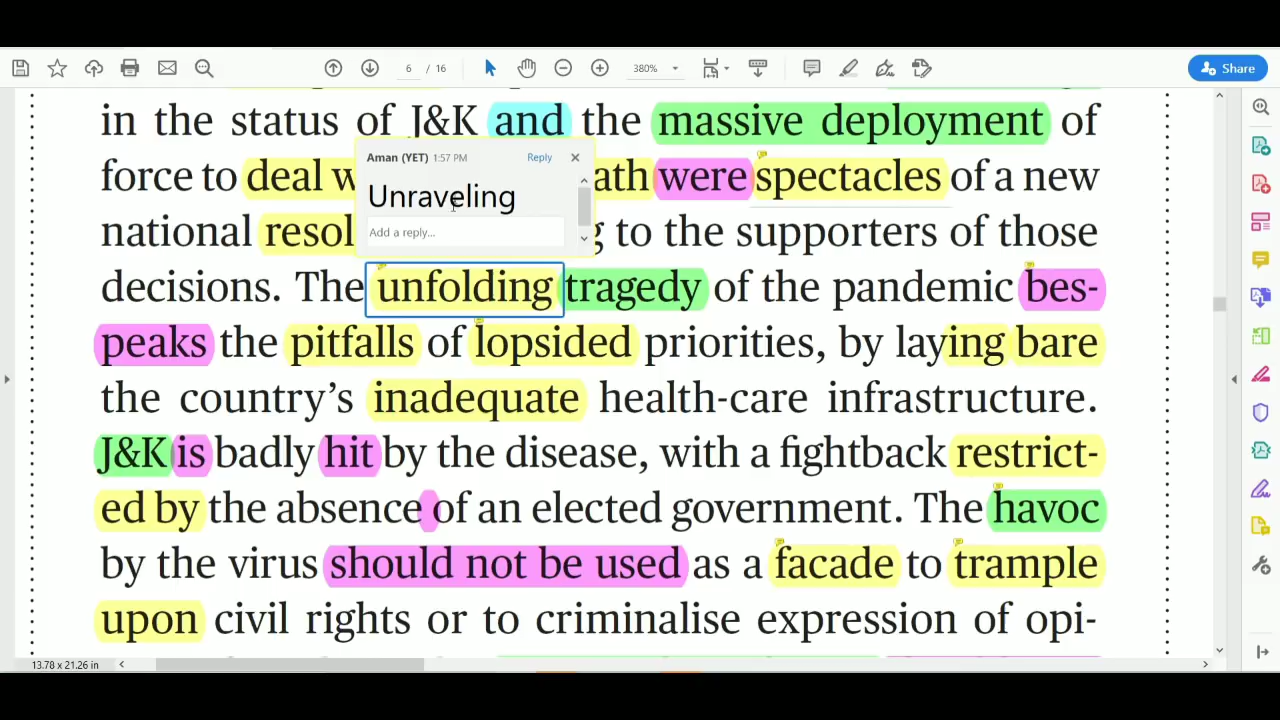 6 / 16
380%
Share
in the status of J&K and the massive deployment of
force to deal w
ath were spectacles of a new
national resol
g to the supporters of those
Aman (YET) 1:57 PM Reply
Unraveling
Add a reply...
decisions. The unfolding tragedy of the pandemic bes-
peaks the pitfalls of lopsided priorities, by laying bare
the country's inadequate health-care infrastructure.
J&K is badly hit by the disease, with a fightback restrict-
ed by the absence of an elected government. The havoc
by the virus should not be used as a facade to trample
upon civil rights or to criminalise expression of opi-
13.78 x 21.26 in